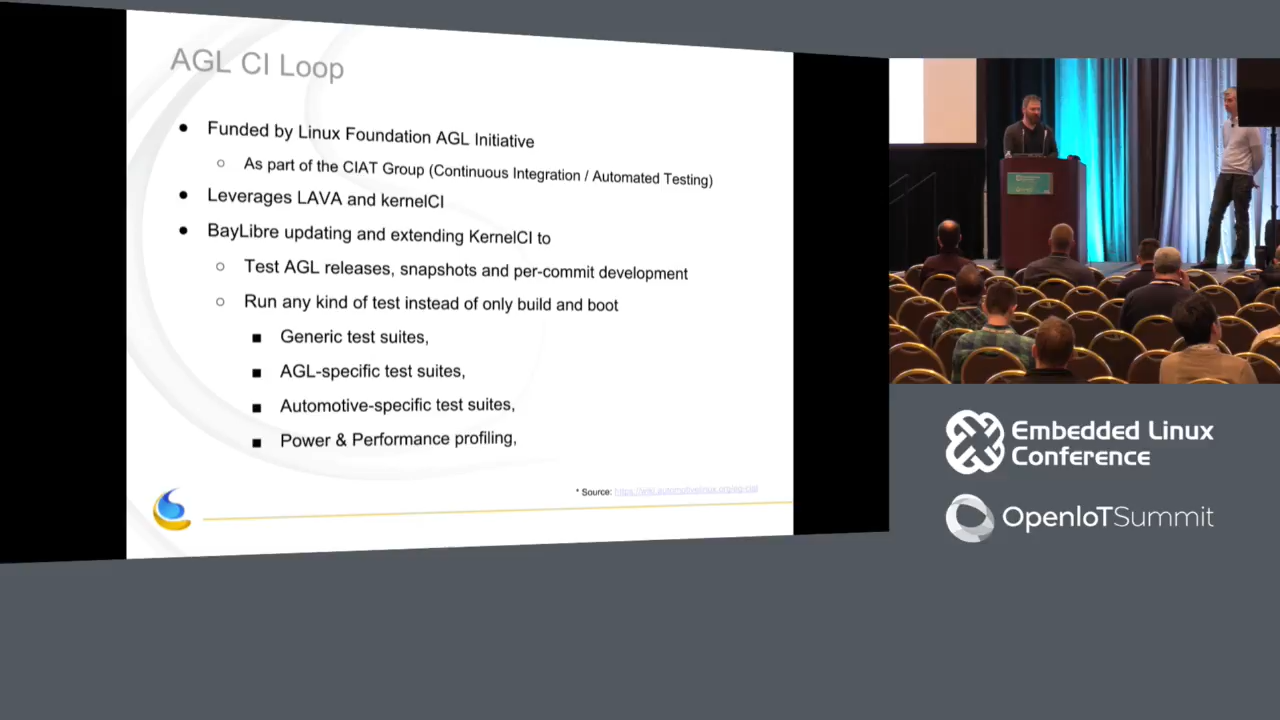 AGL CI Loop
● Funded by Linux Foundation AGL Initiative
○ As part of the CIAT Group (Continuous Integration / Automated Testing)
● Leverages LAVA and kernelCI
● BayLibre updating and extending KernelCI to
○ Test AGL releases, snapshots and per-commit development
○ Run any kind of test instead of only build and boot
■ Generic test suites,
■ AGL-specific test suites,
■ Automotive-specific test suites,
■ Power & Performance profiling,
* Source:
Embedded Linux
Conference
OpenIoTSummit